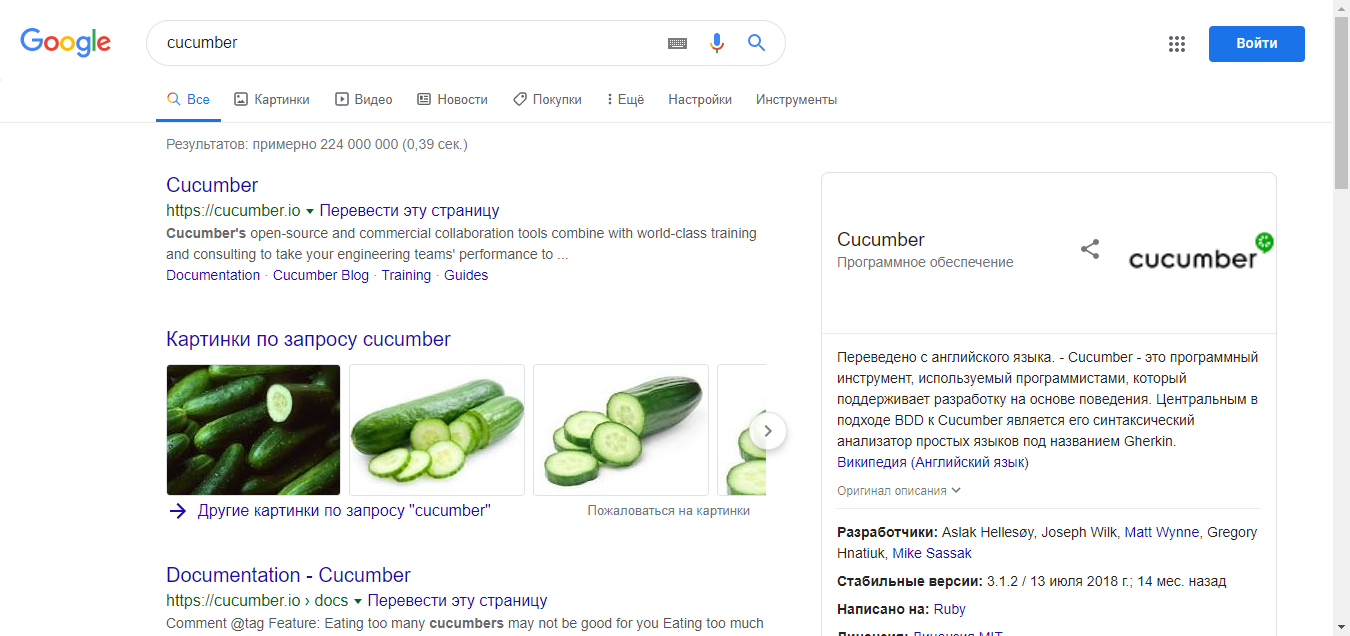 Google
cucumber
Войти
Все
Картинки
Видео
Новости
Покупки
Ещё
Настройки
Инструменты
Результатов: примерно 224 000 000 (0,39 сек.)
Cucumber
https://cucumber.io ▾ Перевести эту страницу
Cucumber's open-source and commercial collaboration tools combine with world-class training
and consulting to take your engineering teams' performance to ...
Documentation · Cucumber Blog · Training · Guides
Картинки по запросу cucumber
Другие картинки по запросу "cucumber"
Пожаловаться на картинки
Documentation - Cucumber
https://cucumber.io › docs ▾ Перевести эту страницу
Comment @tag Feature: Eating too many cucumbers may not be good for you Eating too much
Cucumber
Программное обеспечение
cucumber
Переведено с английского языка. - Cucumber - это программный
инструмент, используемый программистами, который
поддерживает разработку на основе поведения. Центральным в
подходе BDD к Cucumber является его синтаксический
анализатор простых языков под названием Gherkin.
Википедия (Английский язык)
Оригинал описания
Разработчики: Aslak Hellesøy, Joseph Wilk, Matt Wynne, Gregory
Hnatiuk, Mike Sassak
Стабильные версии: 3.1.2 / 13 июля 2018 г.; 14 мес. назад
Написано на: Ruby
Лицензия: Лицензия MIT